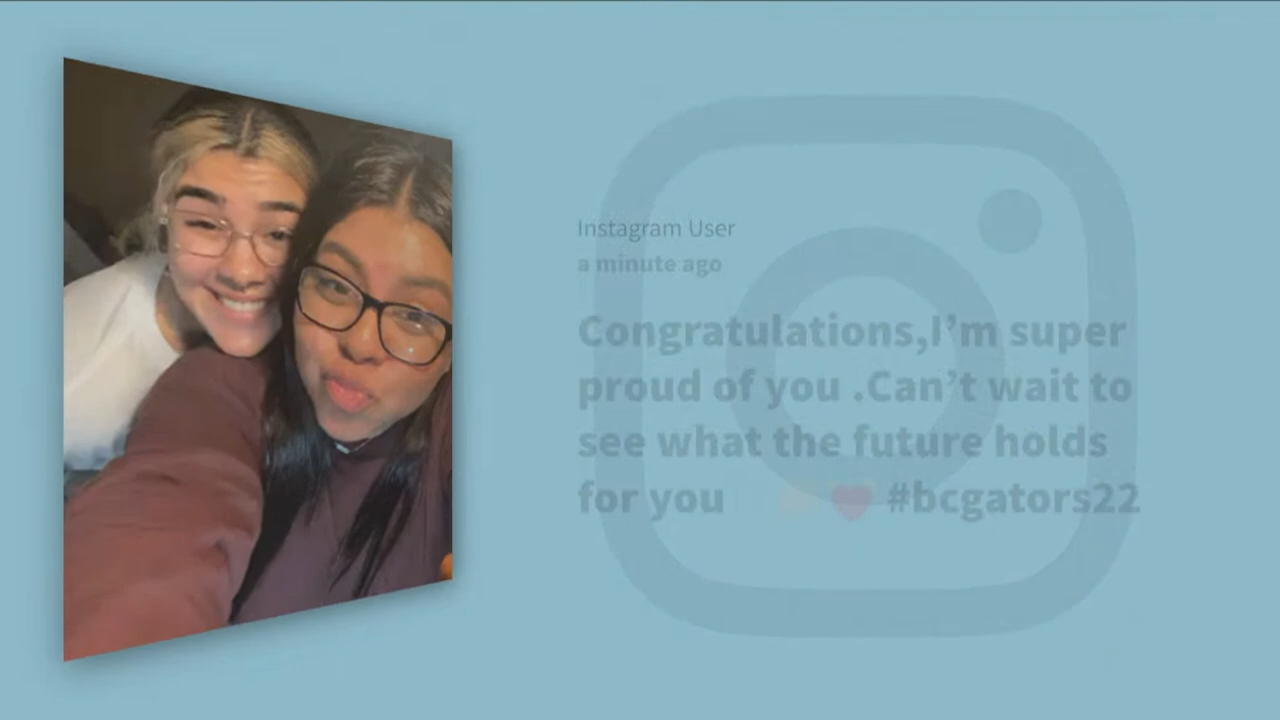 Instagram User
a minute ago
Congratulations,I’m super
proud of you .Can’t wait to
see what the future holds
for you ❤️ #bcgators22